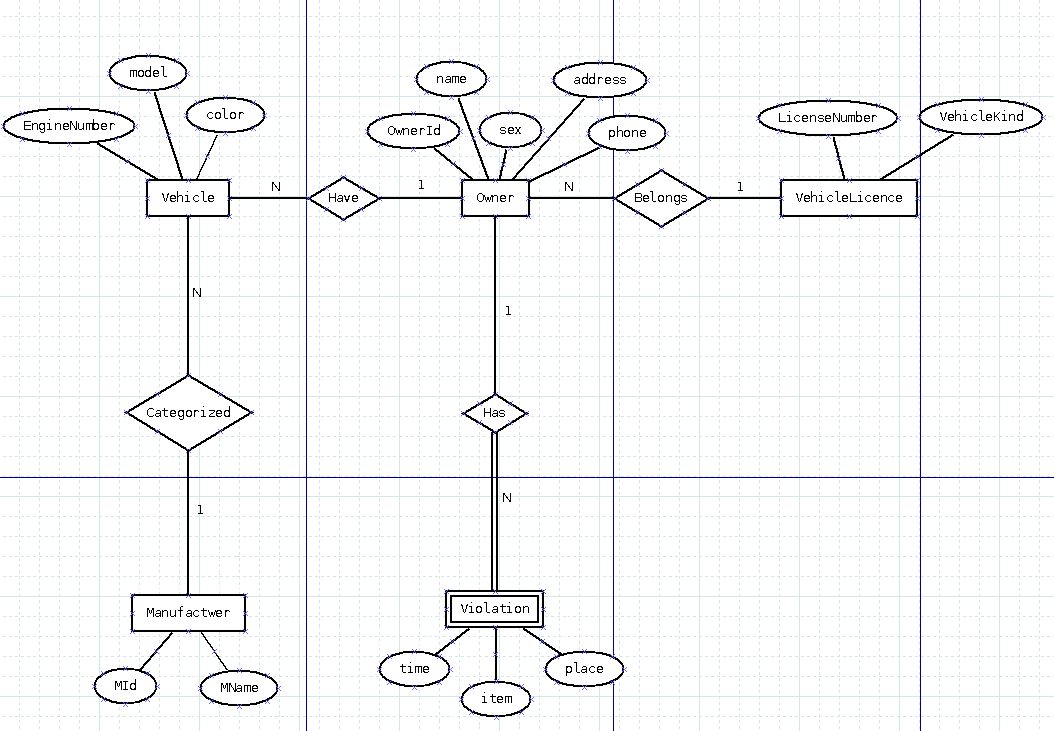 model
name
address
EngineNumber
color
OwnerId
sex
phone
LicenseNumber
VehicleKind
Vehicle
N
Have
1
Owner
N
Belongs
1
VehicleLicence
N
1
Categorized
Has
1
N
Manufactwer
Violation
MId
MName
time
item
place